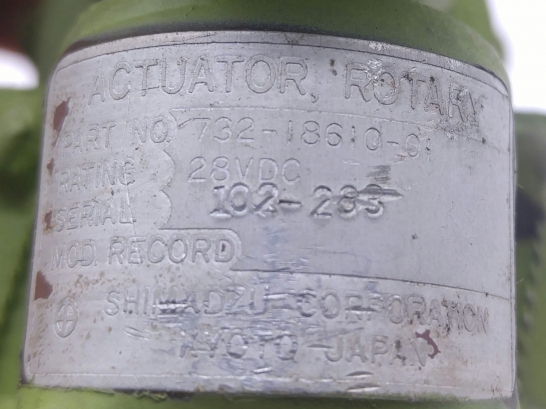 ACTUATOR, ROTARY
PART NO. 732-18610-01
RATING 28VDC
SERIAL 102-283
MOD. RECORD
SHIMADZU CORPORATION
KYOTO JAPAN